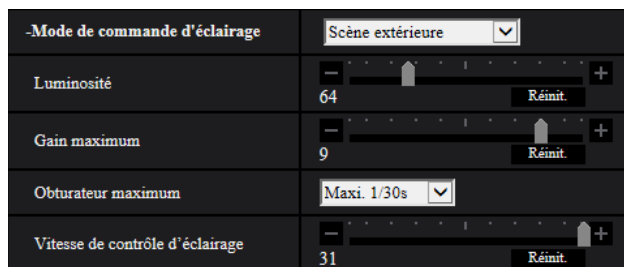 -Mode de commande d'éclairage Scène extérieure
Luminosité
64 Réinit.
Gain maximum
9 Réinit.
Obturateur maximum Maxi. 1/30s
Vitesse de contrôle d'éclairage
31 Réinit.